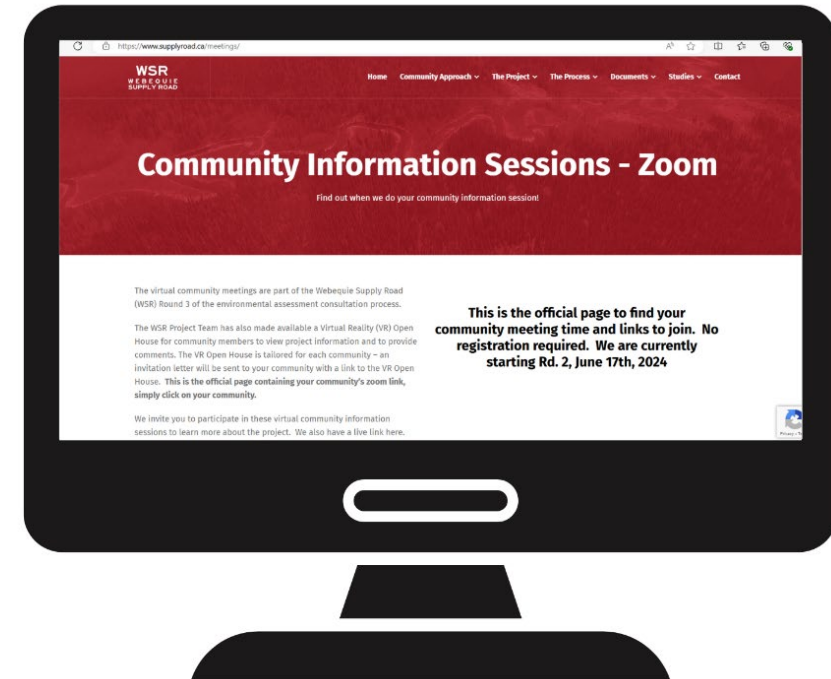 https://www.supplyroad.ca/meetings/
WSR
WEBEQUIE
SUPPLY ROAD
Home Community Approach The Project The Process Documents Studies Contact
Community Information Sessions - Zoom
Find out when we do your community information session!
The virtual community meetings are part of the Webequie Supply Road
(WSR) Round 3 of the environmental assessment consultation process.
The WSR Project Team has also made available a Virtual Reality (VR) Open
House for community members to view project information and to provide
comments. The VR Open House is tailored for each community – an
invitation letter will be sent to your community with a link to the VR Open
House. This is the official page containing your community's zoom link,
simply click on your community.
We invite you to participate in these virtual community information
sessions to learn more about the project. We also have a live link here.
This is the official page to find your
community meeting time and links to join. No
registration required. We are currently
starting Rd. 2, June 17th, 2024